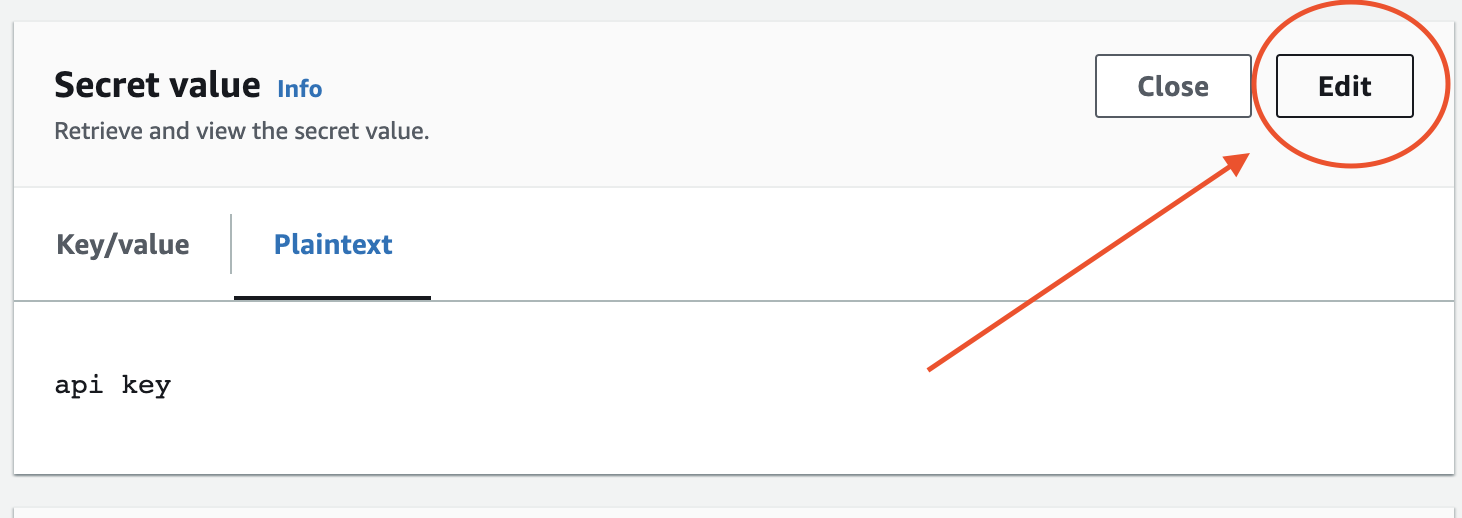 Secret value Info
Close
Edit
Retrieve and view the secret value.
Key/value
Plaintext
api key